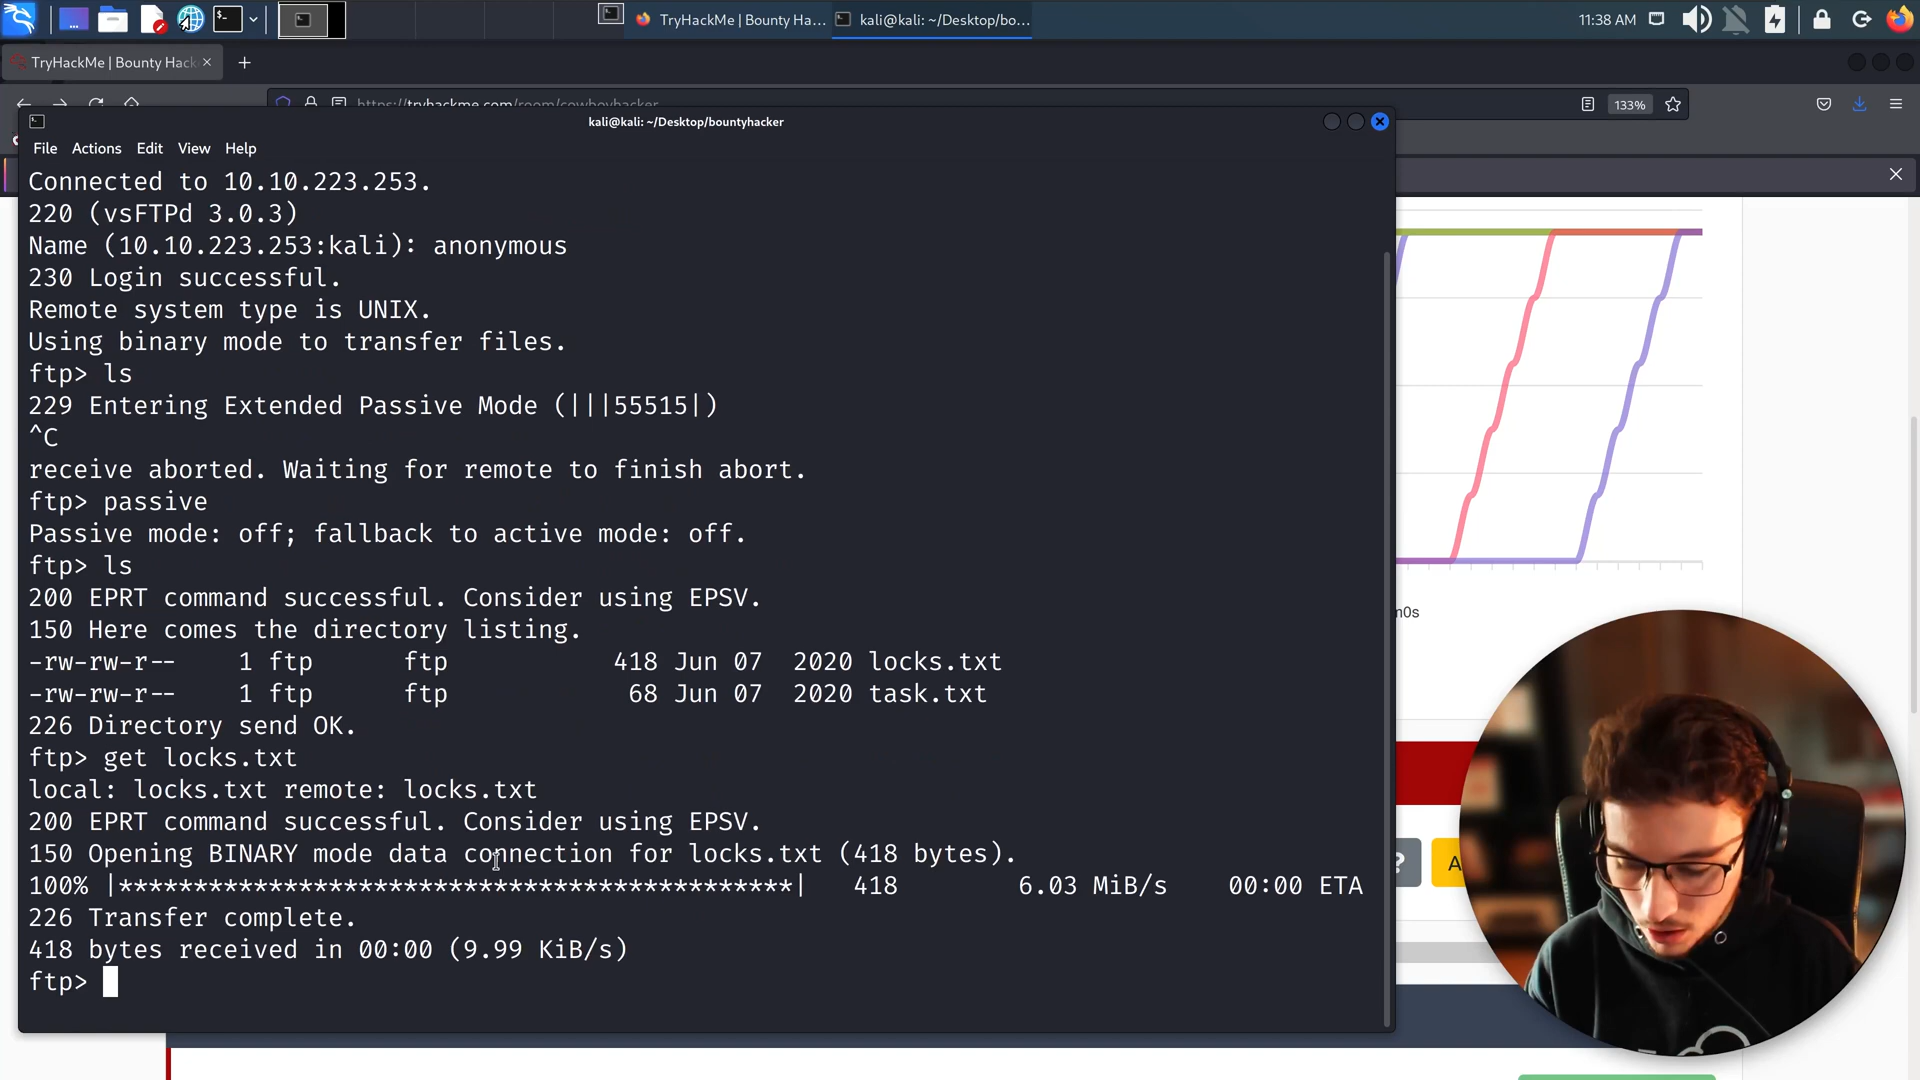 TryHackMe | Bounty Ha...
kali@kali: ~/Desktop/bo...
11:38 AM
TryHackMe | Bounty Hack
https://tryhackme.com/room/cowboyhacker
133%
kali@kali: ~/Desktop/bountyhacker
File Actions Edit View Help
Connected to 10.10.223.253.
220 (vsFTPd 3.0.3)
Name (10.10.223.253:kali): anonymous
230 Login successful.
Remote system type is UNIX.
Using binary mode to transfer files.
ftp> ls
229 Entering Extended Passive Mode (|||55515|)
^C
receive aborted. Waiting for remote to finish abort.
ftp> passive
Passive mode: off; fallback to active mode: off.
ftp> ls
200 EPRT command successful. Consider using EPSV.
150 Here comes the directory listing.
-rw-rw-r-- 1 ftp ftp 418 Jun 07 2020 locks.txt
-rw-rw-r-- 1 ftp ftp 68 Jun 07 2020 task.txt
226 Directory send OK.
ftp> get locks.txt
local: locks.txt remote: locks.txt
200 EPRT command successful. Consider using EPSV.
150 Opening BINARY mode data connection for locks.txt (418 bytes).
100% |*********************************************| 418 6.03 MiB/s 00:00 ETA
226 Transfer complete.
418 bytes received in 00:00 (9.99 KiB/s)
ftp>